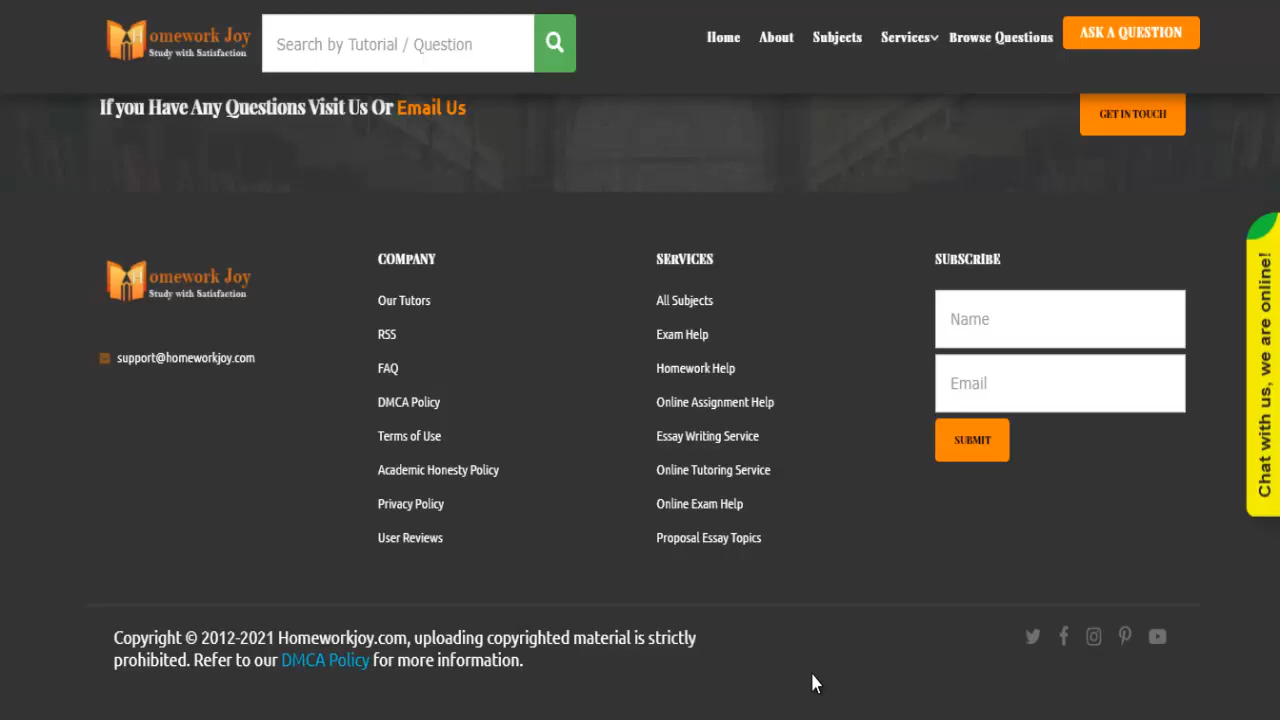 Homework Joy
Study with Satisfaction
Search by Tutorial / Question
Home About Subjects Services Browse Questions ASK A QUESTION
If you Have Any Questions Visit Us Or Email Us
GET IN TOUCH
Homework Joy
Study with Satisfaction
support@homeworkjoy.com
COMPANY
Our Tutors
RSS
FAQ
DMCA Policy
Terms of Use
Academic Honesty Policy
Privacy Policy
User Reviews
SERVICES
All Subjects
Exam Help
Homework Help
Online Assignment Help
Essay Writing Service
Online Tutoring Service
Online Exam Help
Proposal Essay Topics
SUBSCRIBE
Name
Email
SUBMIT
Chat with us, we are online!
Copyright © 2012-2021 Homeworkjoy.com, uploading copyrighted material is strictly
prohibited. Refer to our DMCA Policy for more information.